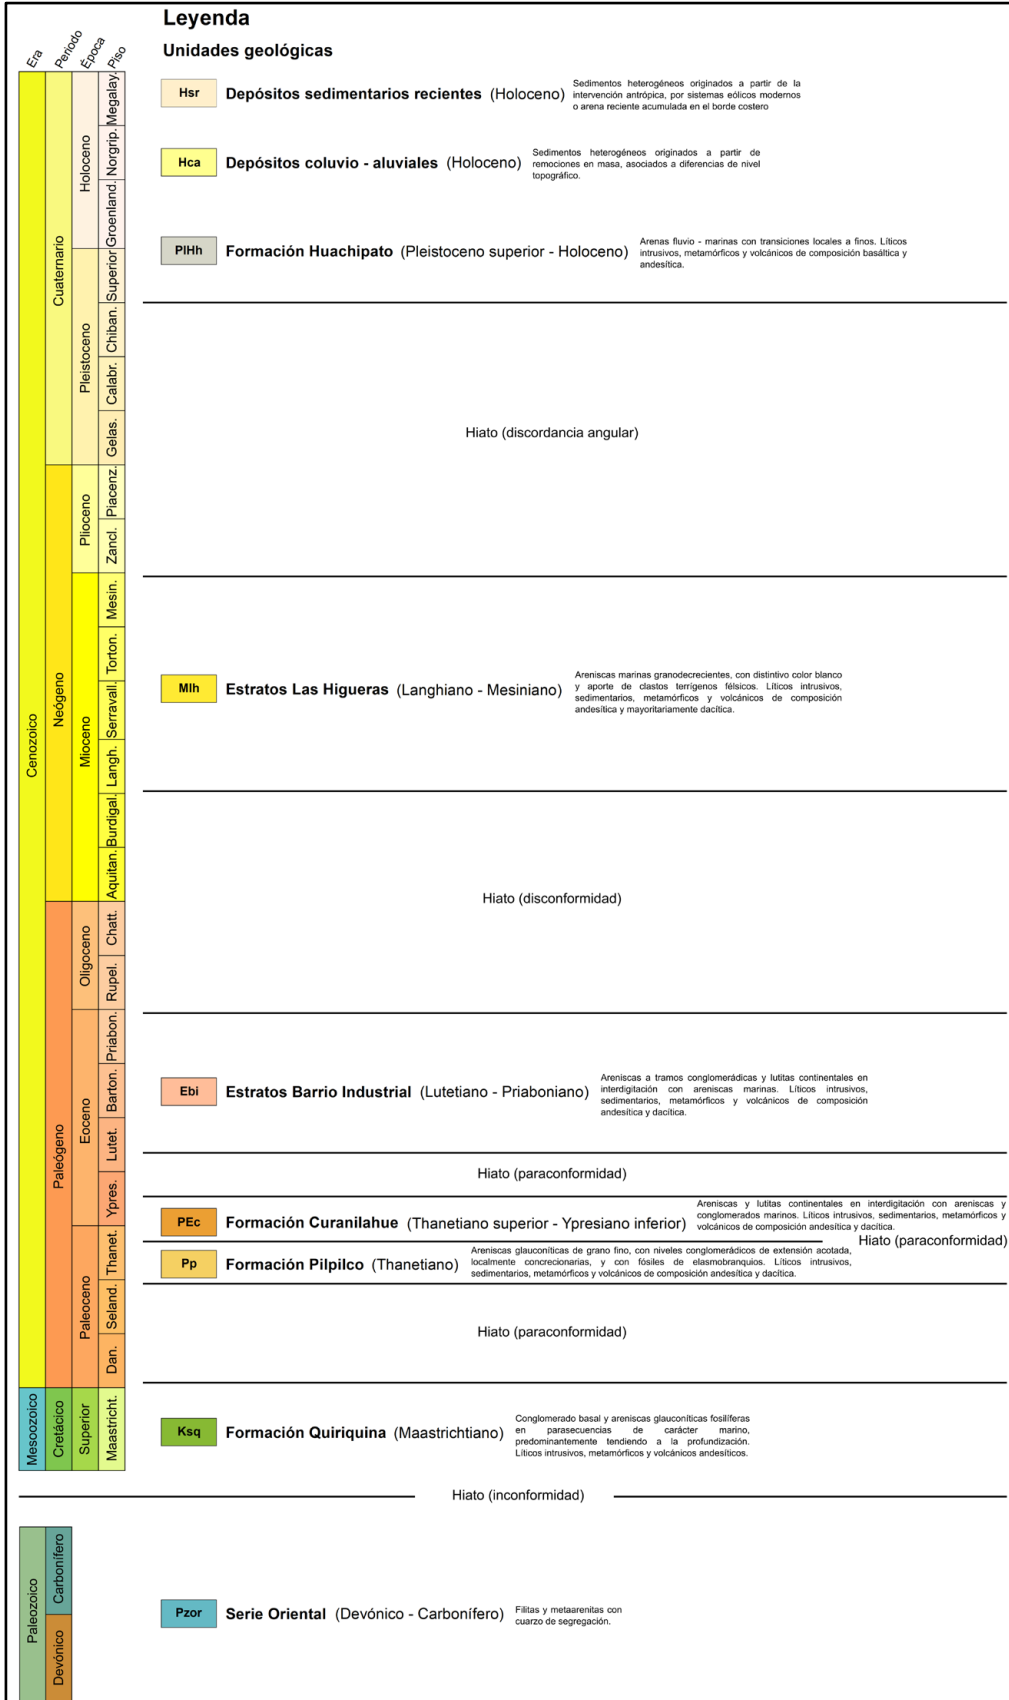 Leyenda
Unidades geológicas
Era
Periodo
Época
Piso
Cenozoico
Mesoozoico
Paleozoico
Cuaternario
Neógeno
Paleógeno
Cretácico
Carbonífero
Devónico
Holoceno
Pleistoceno
Plioceno
Mioceno
Oligoceno
Eoceno
Paleoceno
Superior
Megalay.
Norgrip.
Groenland.
Superior
Chiban.
Calabr.
Gelas.
Piacenz.
Zancl.
Mesin.
Torton.
Serravall.
Langh.
Burdigal.
Aquitan.
Chatt.
Rupel.
Priabon.
Barton.
Lutet.
Ypres.
Thanet.
Seland.
Dan.
Maastricht.
Hsr Depósitos sedimentarios recientes (Holoceno)
Sedimentos heterogéneos originados a partir de la
intervención antrópica, por sistemas eólicos modernos
o arena reciente acumulada en el borde costero
Hca Depósitos coluvio - aluviales (Holoceno)
Sedimentos heterogéneos originados a partir de
remociones en masa, asociados a diferencias de nivel
topográfico.
PlHh Formación Huachipato (Pleistoceno superior - Holoceno)
Arenas fluvio - marinas con transiciones locales a finos. Líticos
intrusivos, metamórficos y volcánicos de composición basáltica y
andesítica.
Hiato (discordancia angular)
Mlh Estratos Las Higueras (Langhiano - Mesiniano)
Areniscas marinas granodecrecientes, con distintivo color blanco
y aporte de clastos terrígenos félsicos. Líticos intrusivos,
sedimentarios, metamórficos y volcánicos de composición
andesítica y mayoritariamente dacítica.
Hiato (disconformidad)
Ebi Estratos Barrio Industrial (Lutetiano - Priaboniano)
Areniscas a tramos conglomerádicas y lutitas continentales en
interdigitación con areniscas marinas. Líticos intrusivos,
sedimentarios, metamórficos y volcánicos de composición
andesítica y dacítica.
Hiato (paraconformidad)
PEc Formación Curanilahue (Thanetiano superior - Ypresiano inferior)
Areniscas y lutitas continentales en interdigitación con areniscas y
conglomerados marinos. Líticos intrusivos, sedimentarios, metamórficos y
volcánicos de composición andesítica y dacítica.
Hiato (paraconformidad)
Pp Formación Pilpilco (Thanetiano)
Areniscas glauconíticas de grano fino, con niveles conglomerádicos de extensión acotada,
localmente concrecionarias, y con fósiles de elasmobranquios. Líticos intrusivos,
sedimentarios, metamórficos y volcánicos de composición andesítica y dacítica.
Hiato (paraconformidad)
Ksq Formación Quiriquina (Maastrichtiano)
Conglomerado basal y areniscas glauconíticas fosilíferas
en parasecuencias de carácter marino,
predominantemente tendiendo a la profundización.
Líticos intrusivos, metamórficos y volcánicos andesíticos.
Hiato (inconformidad)
Pzor Serie Oriental (Devónico - Carbonífero)
Filitas y metaarenitas con
cuarzo de segregación.